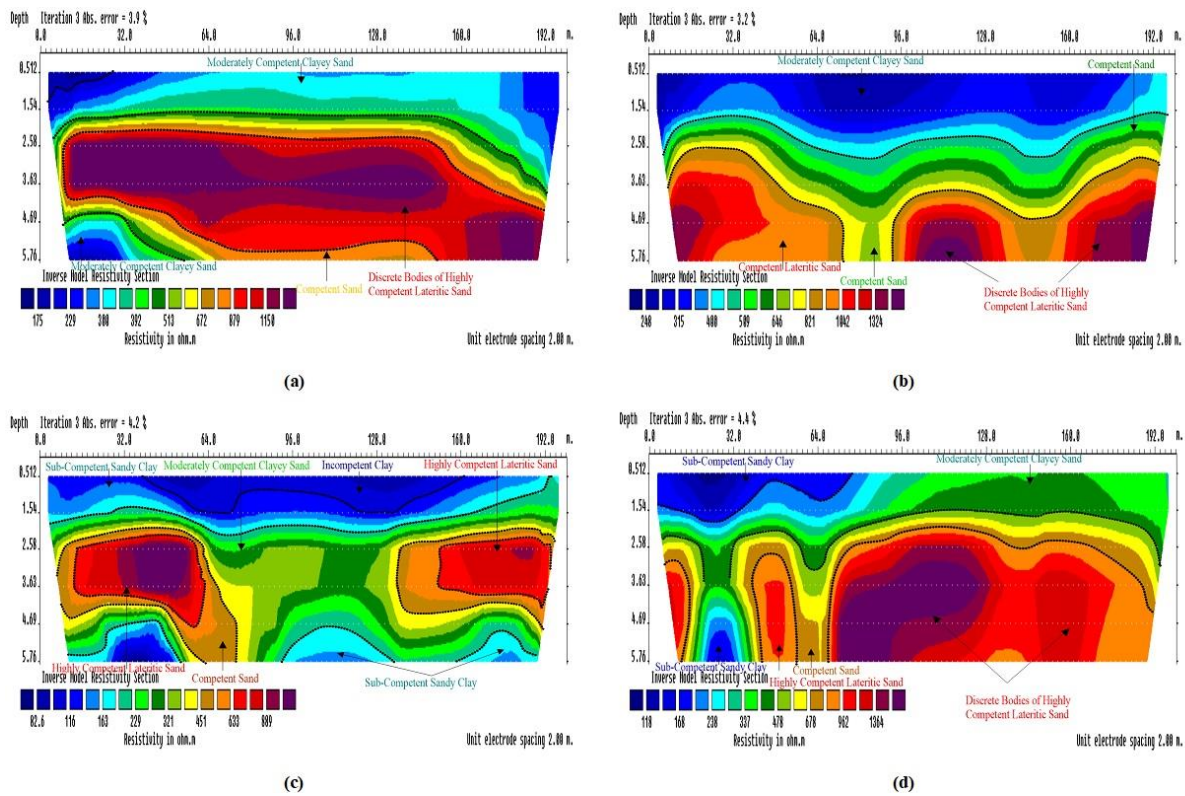 Depth Iteration 3 Abs. error = 3.9 %
0.0 32.0 64.0 96.0 128.0 160.0 192.0 m.
Moderately Competent Clayey Sand
0.512
1.54
2.58
3.63
4.69
5.76
Moderately Competent Clayey Sand
Inverse Model Resistivity Section
Competent Sand
Discrete Bodies of Highly
Competent Lateritic Sand
175 229 300 392 513 672 879 1150
Resistivity in ohm.m
Unit electrode spacing 2.00 m.
(a)
Depth Iteration 3 Abs. error = 3.2 %
0.0 32.0 64.0 96.0 128.0 160.0 192.0 m.
Moderately Competent Clayey Sand
Competent Sand
0.512
1.54
2.58
3.63
4.69
5.76
Competent Lateritic Sand
Inverse Model Resistivity Section
Competent Sand
Discrete Bodies of Highly
Competent Lateritic Sand
248 315 400 509 646 821 1042 1324
Resistivity in ohm.m
Unit electrode spacing 2.00 m.
(b)
Depth Iteration 3 Abs. error = 4.2 %
0.0 32.0 64.0 96.0 128.0 160.0 192.0 m.
Sub-Competent Sandy Clay Moderately Competent Clayey Sand Incompetent Clay Highly Competent Lateritic Sand
0.512
1.54
2.58
3.63
4.69
5.76
Highly Competent Lateritic Sand
Inverse Model Resistivity Section
Competent Sand
Sub-Competent Sandy Clay
82.6 116 163 229 321 451 633 889
Resistivity in ohm.m
Unit electrode spacing 2.00 m.
(c)
Depth Iteration 3 Abs. error = 4.4 %
0.0 32.0 64.0 96.0 128.0 160.0 192.0 m.
Sub-Competent Sandy Clay
Moderately Competent Clayey Sand
0.512
1.54
2.58
3.63
4.69
5.76
Sub-Competent Sandy Clay
Competent Sand
Inverse Model Resistivity Section
Highly Competent Lateritic Sand
Discrete Bodies of Highly
Competent Lateritic Sand
118 168 238 337 478 678 962 1364
Resistivity in ohm.m
Unit electrode spacing 2.00 m.
(d)